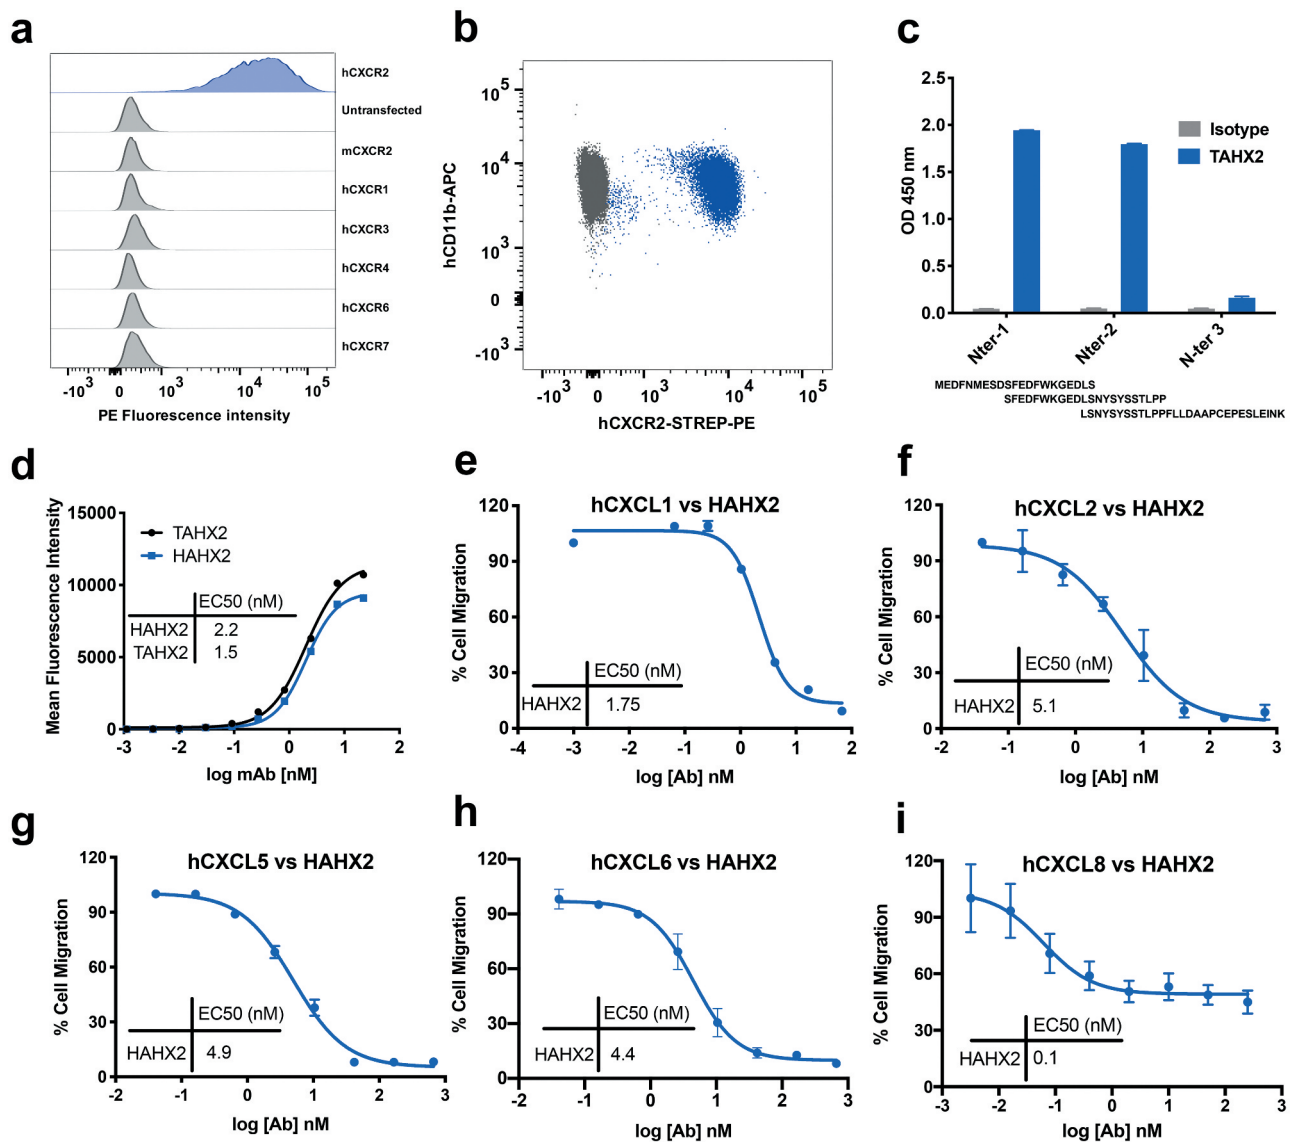 a
hCXCR2
Untransfected
mCXCR2
hCXCR1
hCXCR3
hCXCR4
hCXCR6
hCXCR7
-10³ 0 10³ 10⁴ 10⁵
PE Fluorescence intensity
b
hCD11b-APC
10⁵
10⁴
10³
0
-10³
-10³ 0 10³ 10⁴ 10⁵
hCXCR2-STREP-PE
c
OD 450 nm
2.5
2.0
1.5
1.0
0.5
0.0
Isotype
TAHX2
Nter-1 Nter-2 N-ter 3
MEDFNMESDSFEDFWKGEDLS
SFEDFWKGEDLSNYSYSSTLPP
LSNYSYSSTLPPFLLDAAPCEPESLEINK
d
Mean Fluorescence Intensity
15000
10000
5000
0
TAHX2
HAHX2
EC50 (nM)
HAHX2 2.2
TAHX2 1.5
-3 -2 -1 0 1 2
log mAb [nM]
e
hCXCL1 vs HAHX2
% Cell Migration
120
90
60
30
0
EC50 (nM)
HAHX2 1.75
-4 -3 -2 -1 0 1 2
log [Ab] nM
f
hCXCL2 vs HAHX2
% Cell Migration
120
90
60
30
0
EC50 (nM)
HAHX2 5.1
-2 -1 0 1 2 3
log [Ab] nM
g
hCXCL5 vs HAHX2
% Cell Migration
120
90
60
30
0
EC50 (nM)
HAHX2 4.9
-2 -1 0 1 2 3
log [Ab] nM
h
hCXCL6 vs HAHX2
% Cell Migration
120
90
60
30
0
EC50 (nM)
HAHX2 4.4
-2 -1 0 1 2 3
log [Ab] nM
i
hCXCL8 vs HAHX2
% Cell Migration
120
90
60
30
0
EC50 (nM)
HAHX2 0.1
-3 -2 -1 0 1 2 3
log [Ab] nM